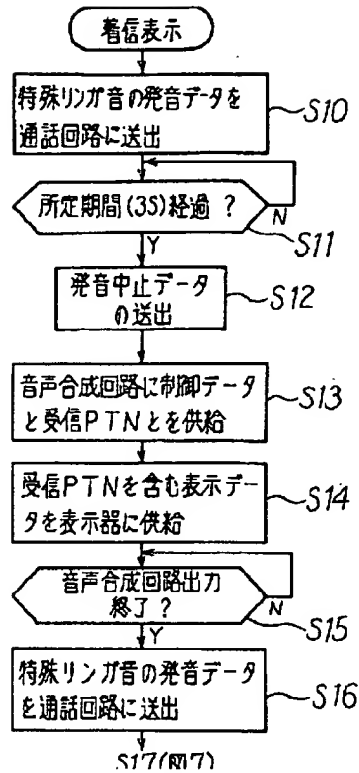 着信表示
特殊リンガ音の発音データを
通話回路に送出
S10
所定期間(3S)経過？
N
S11
Y
発音中止データ
の送出
S12
音声合成回路に制御データ
と受信PTNとを供給
S13
受信PTNを含む表示デー
タを表示器に供給
S14
音声合成回路出力
終了？
N
S15
Y
特殊リンガ音の発音データ
を通話回路に送出
S16
S17(図7)